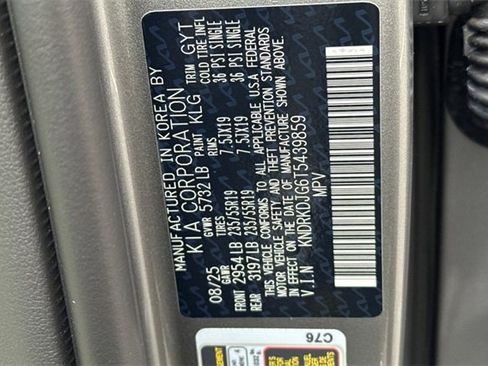 MANUFACTURED IN KOREA BY
KIA CORPORATION
08/25 GVWR 5732 LB PAINT KLG TRIM GYT
GAWR TIRE RIMS COLD TIRE INFL
FRONT 2954 LB 235/55R19 7.5JX19 36 PSI SINGLE
REAR 3197 LB 235/55R19 7.5JX19 36 PSI SINGLE
THIS VEHICLE CONFORMS TO ALL APPLICABLE U.S.A FEDERAL
MOTOR VEHICLE SAFETY AND THEFT PREVENTION STANDARDS
IN EFFECT ON THE DATE OF MANUFACTURE SHOWN ABOVE.
V.I.N KNDRKDJG6T5439859
MPV
C76